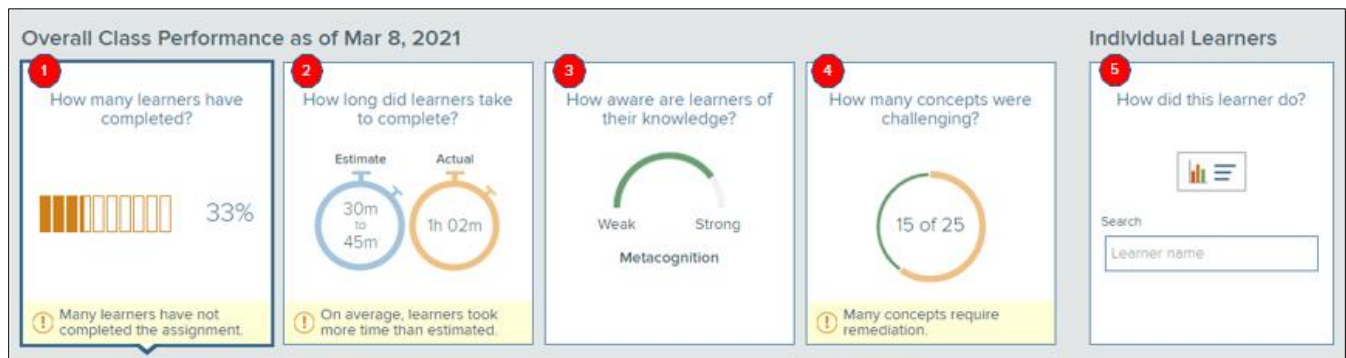 Overall Class Performance as of Mar 8, 2021
Individual Learners
1
How many learners have
completed?
33%
Many learners have not
completed the assignment.
2
How long did learners take
to complete?
Estimate
Actual
30m
to
45m
1h 02m
On average, learners took
more time than estimated.
3
How aware are learners of
their knowledge?
Weak
Strong
Metacognition
4
How many concepts were
challenging?
15 of 25
Many concepts require
remediation.
5
How did this learner do?
Search
Learner name